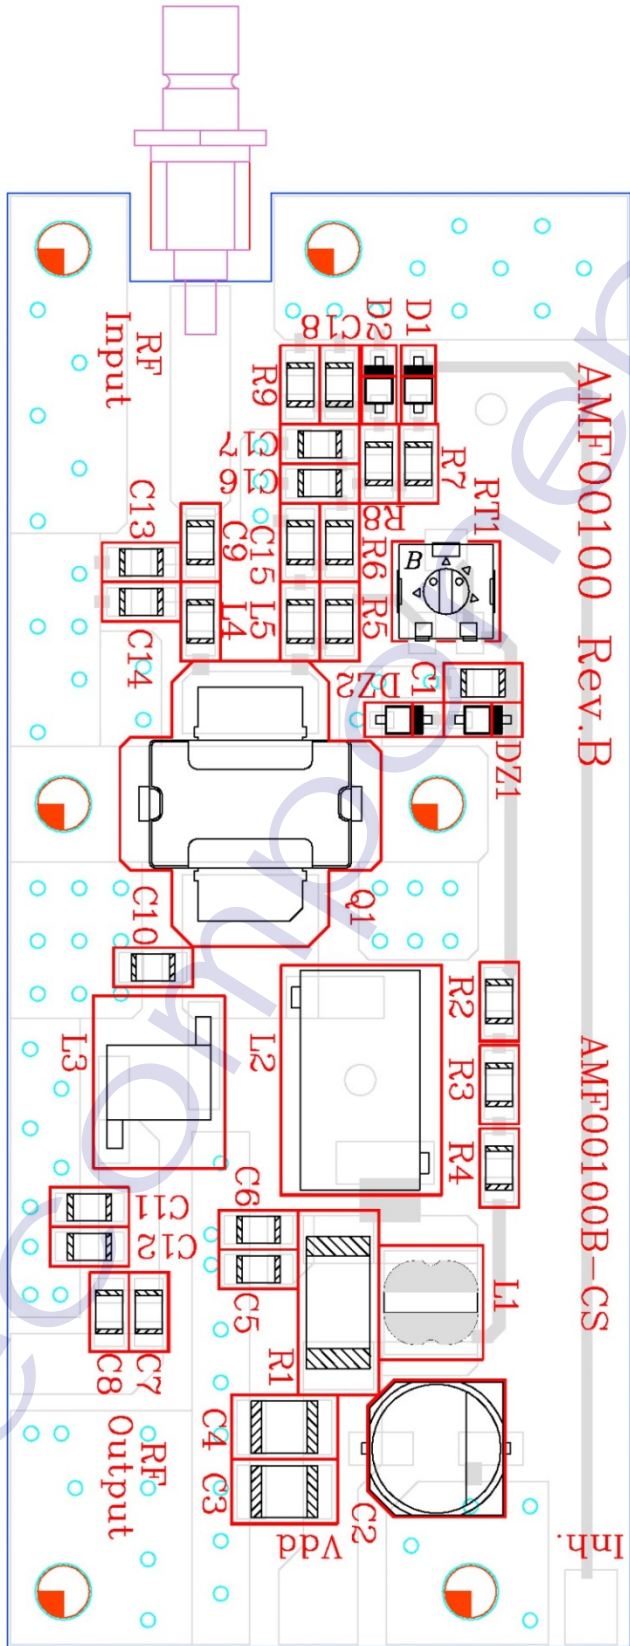 RF
Input
C18
D2
D1
R9
C17
C16
R7
R8
RT1
B
C13
C9
C15
R6
C14
L4
L5
R5
DZ2
C1
DZ1
AMF00100 Rev.B
Q1
C10
L3
L2
R2
R3
R4
AMF00100B-CS
C6
C5
C11
C12
L1
R1
C8
C7
C4
C3
C2
RF
Output
Vdd
Inh.